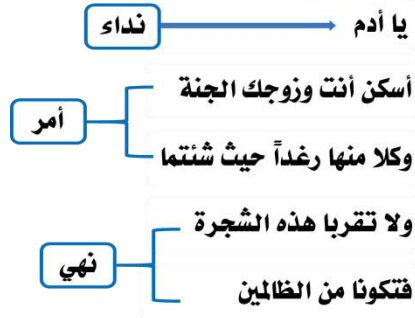 يا أدم
نداء
أسكن أنت وزوجك الجنة
أمر
وكلا منها رغداً حيث شئتما
ولا تقربا هذه الشجرة
نهي
فتكونا من الظالمين